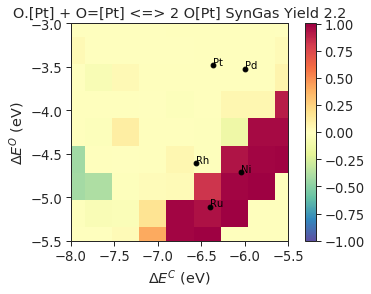 O.[Pt] + O=[Pt] <=> 2 O[Pt] SynGas Yield 2.2
−3.0
−3.5
−4.0
−4.5
−5.0
−5.5
ΔE^O (eV)
Pt
Pd
Rh
Ni
Ru
−8.0 −7.5 −7.0 −6.5 −6.0 −5.5
ΔE^C (eV)
1.00
0.75
0.50
0.25
0.00
−0.25
−0.50
−0.75
−1.00